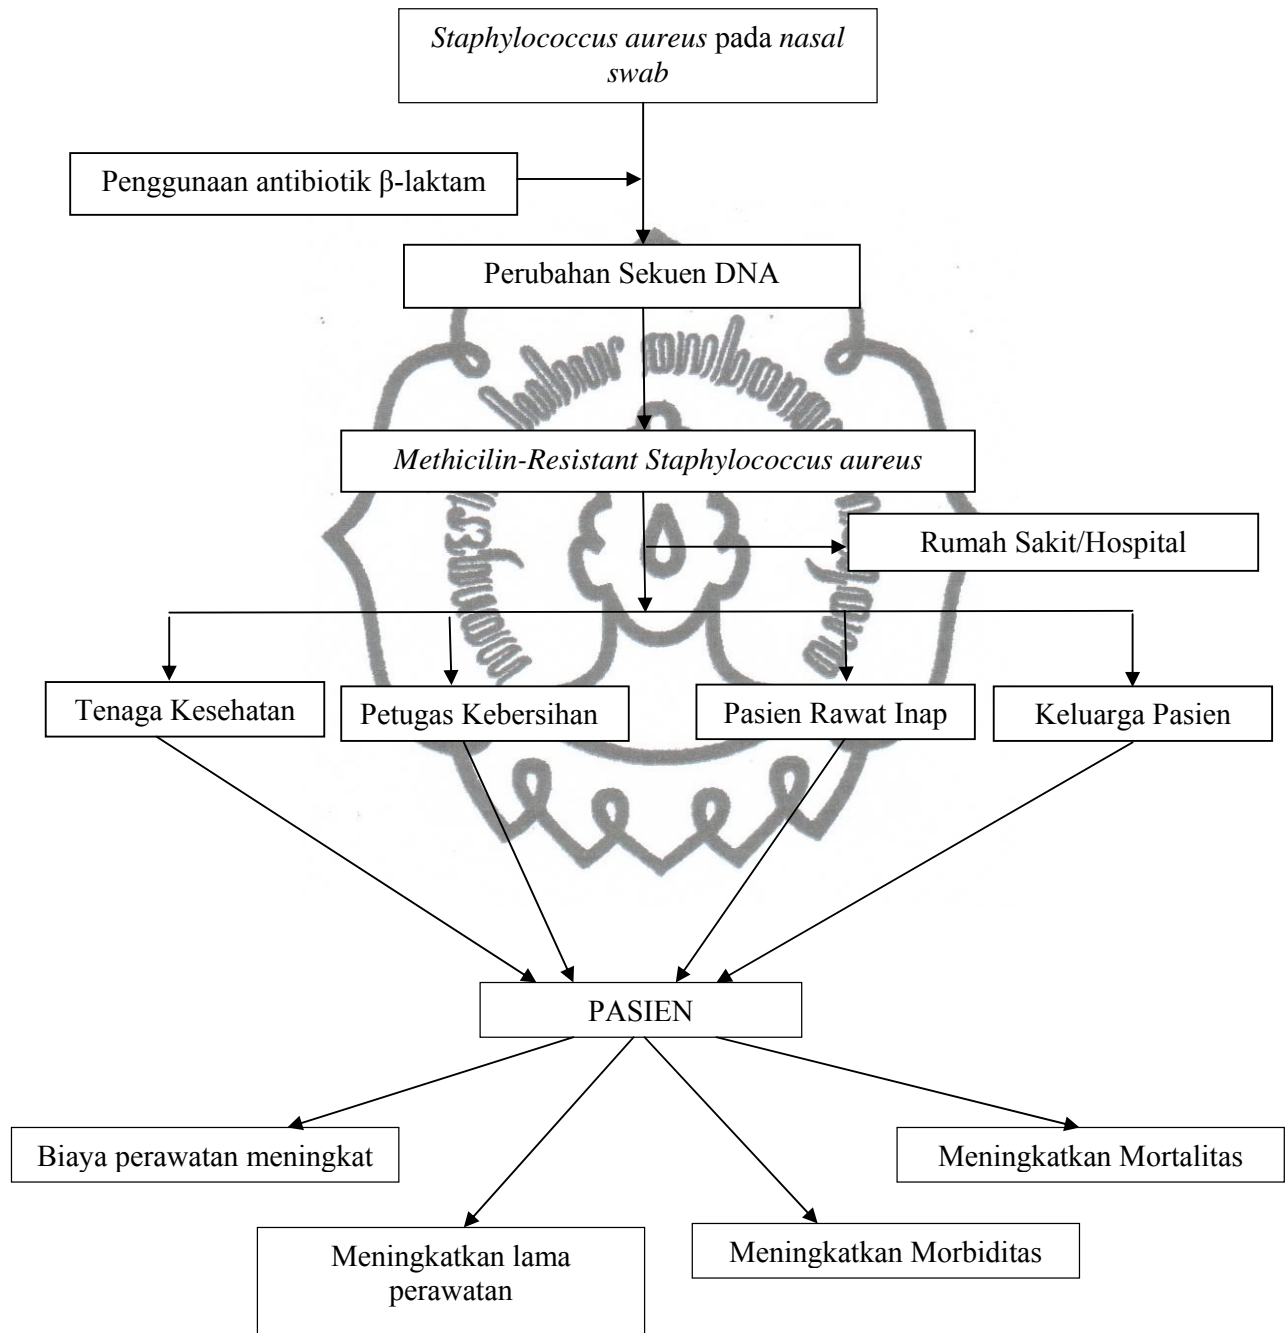 Staphylococcus aureus pada nasal
swab
Penggunaan antibiotik β-laktam
Perubahan Sekuen DNA
Methicilin-Resistant Staphylococcus aureus
Rumah Sakit/Hospital
Tenaga Kesehatan
Petugas Kebersihan
Pasien Rawat Inap
Keluarga Pasien
PASIEN
Biaya perawatan meningkat
Meningkatkan Mortalitas
Meningkatkan lama
perawatan
Meningkatkan Morbiditas